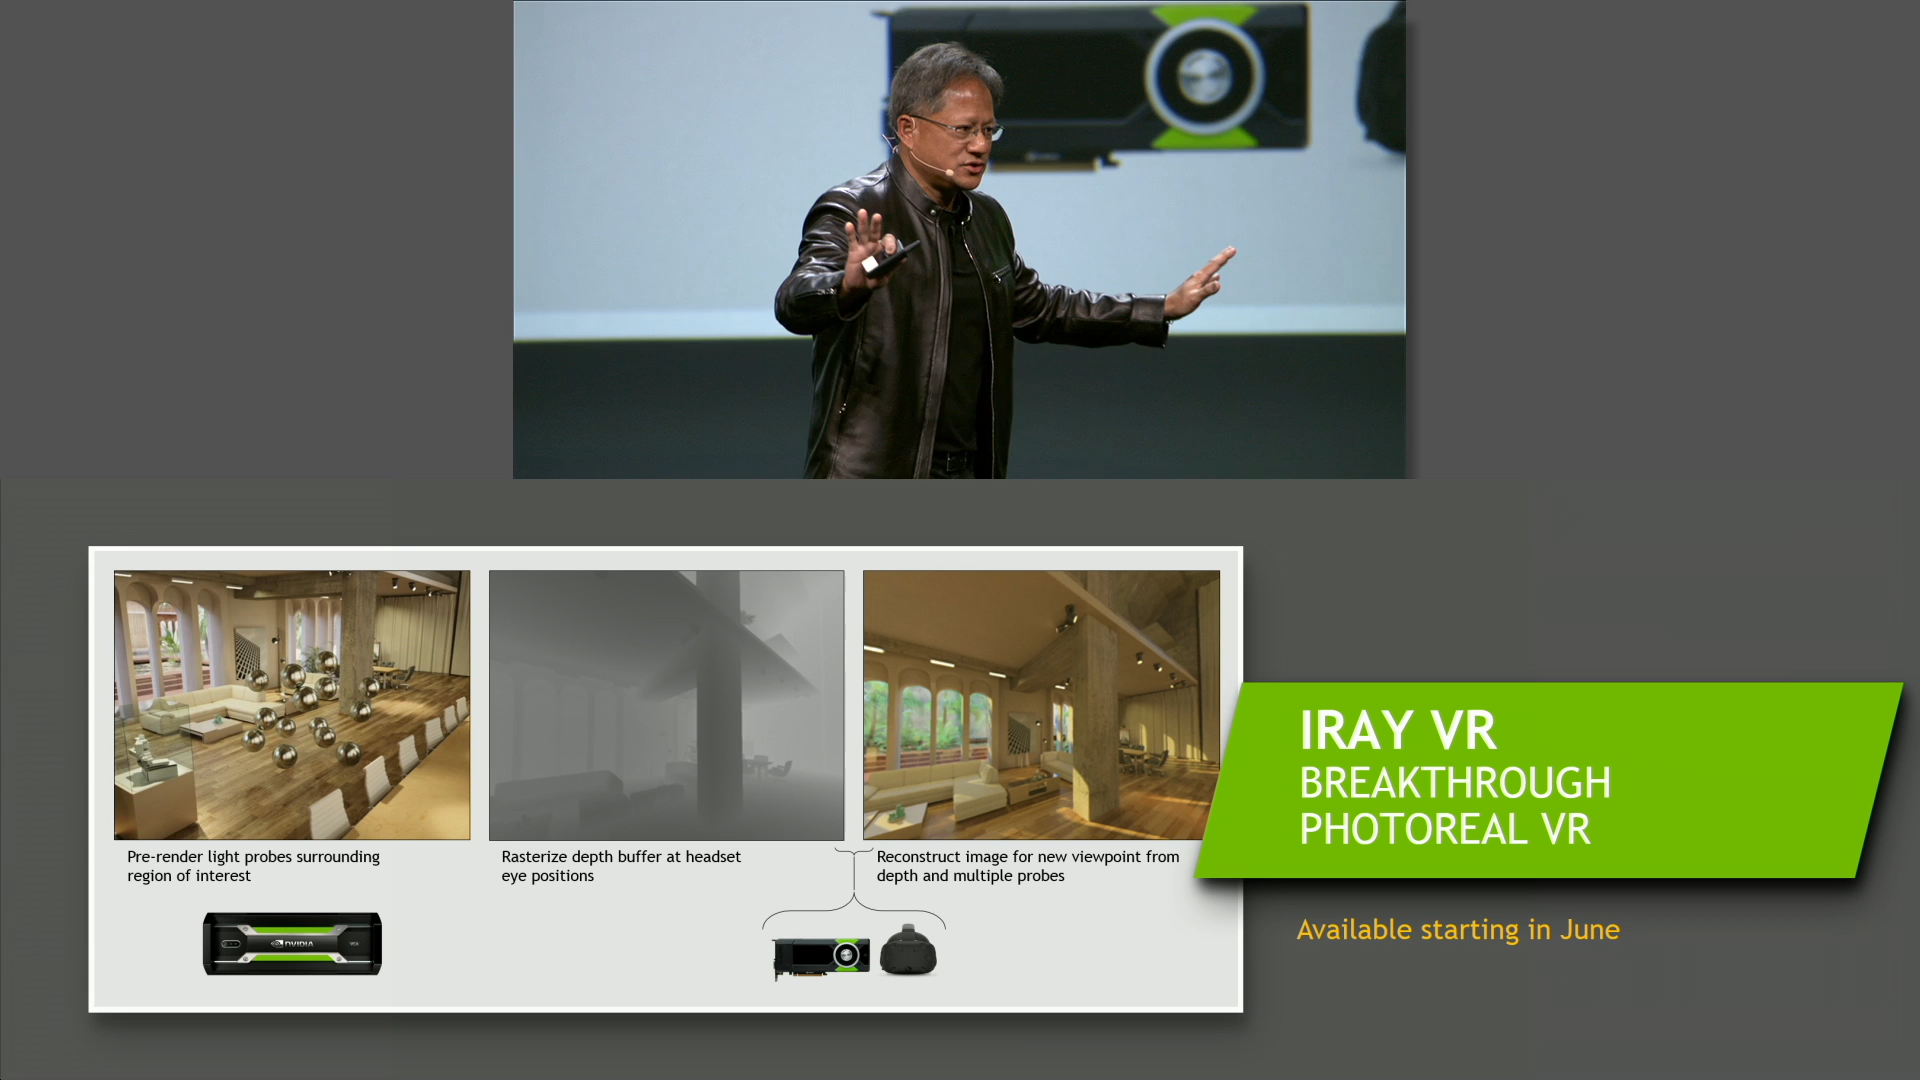 Pre-render light probes surrounding
region of interest
Rasterize depth buffer at headset
eye positions
Reconstruct image for new viewpoint from
depth and multiple probes
NVIDIA
IRAY VR
BREAKTHROUGH
PHOTOREAL VR
Available starting in June